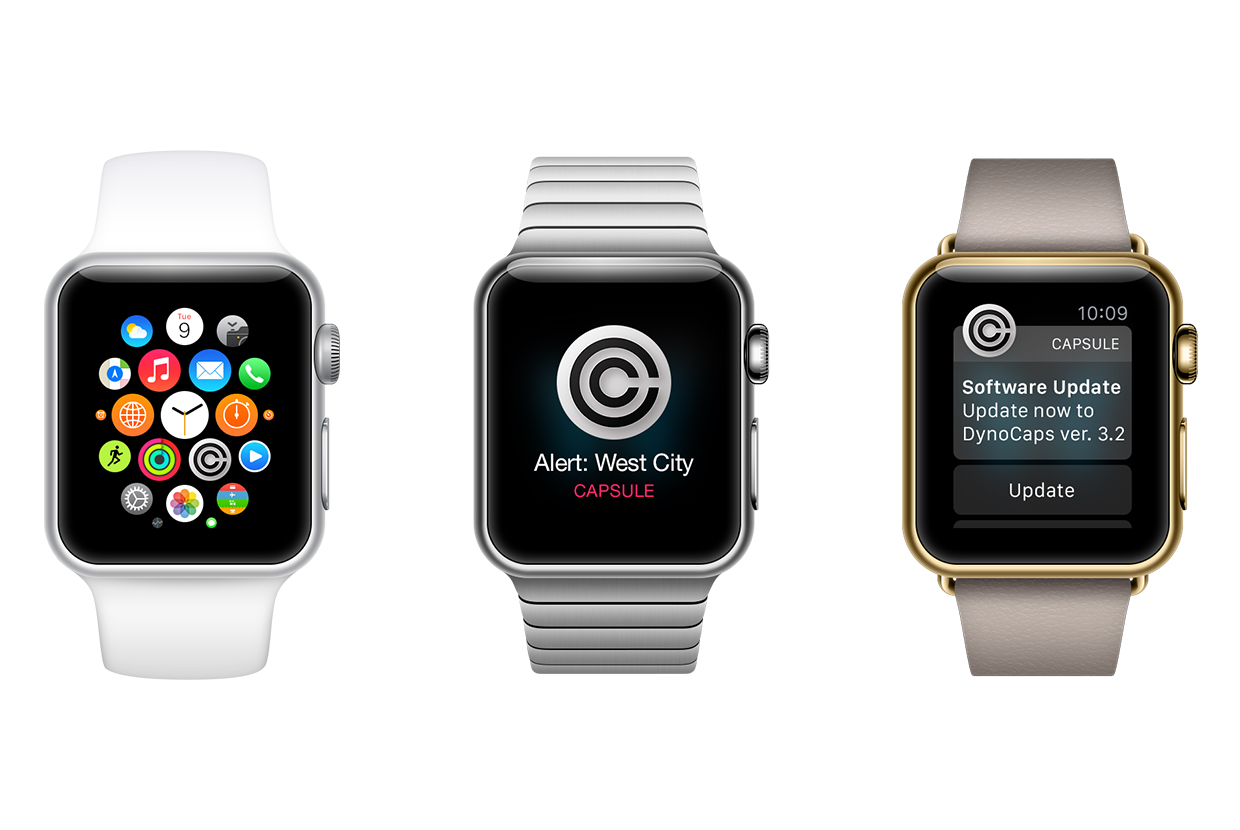 Tue
9
Alert: West City
CAPSULE
10:09
CAPSULE
Software Update
Update now to
DynoCaps ver. 3.2
Update